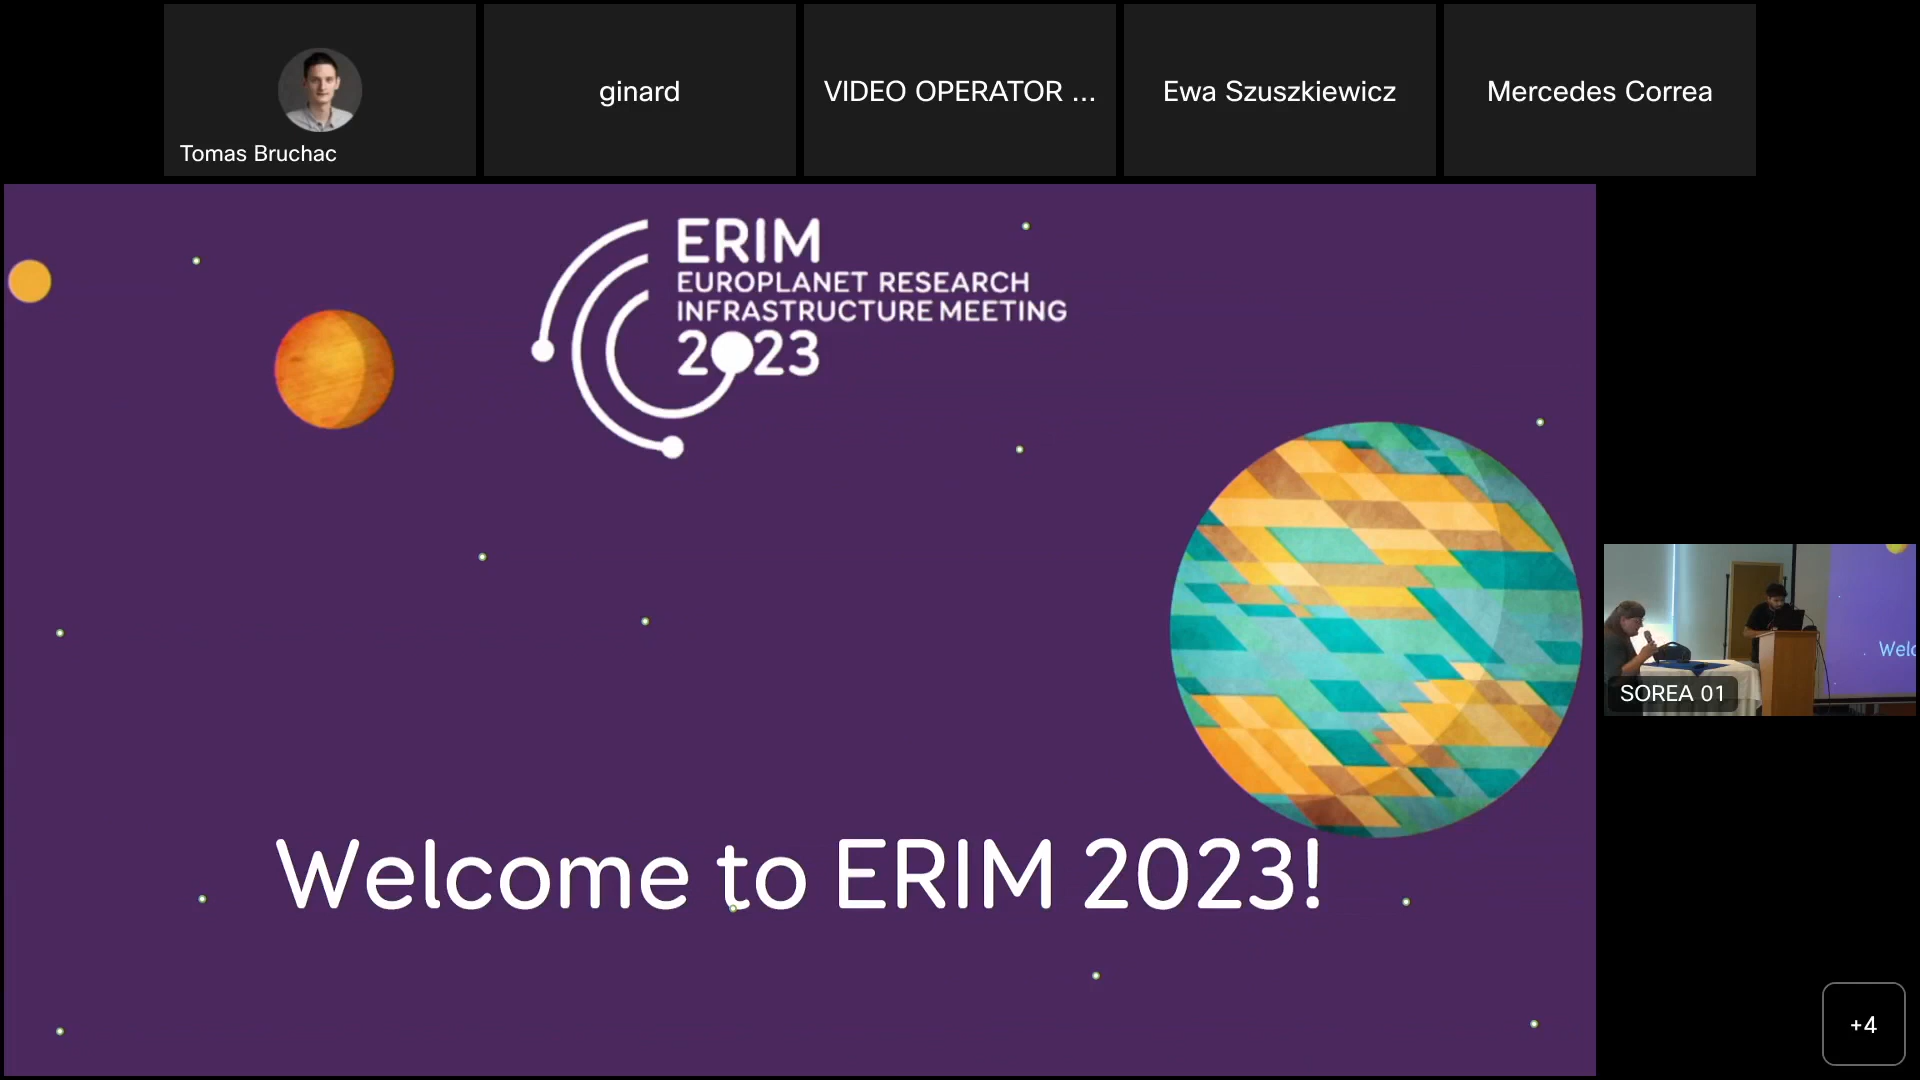 Tomas Bruchac
ginard
VIDEO OPERATOR ...
Ewa Szuszkiewicz
Mercedes Correa
ERIM
EUROPLANET RESEARCH
INFRASTRUCTURE MEETING
2023
Welcome to ERIM 2023!
Welc
SOREA 01
+4